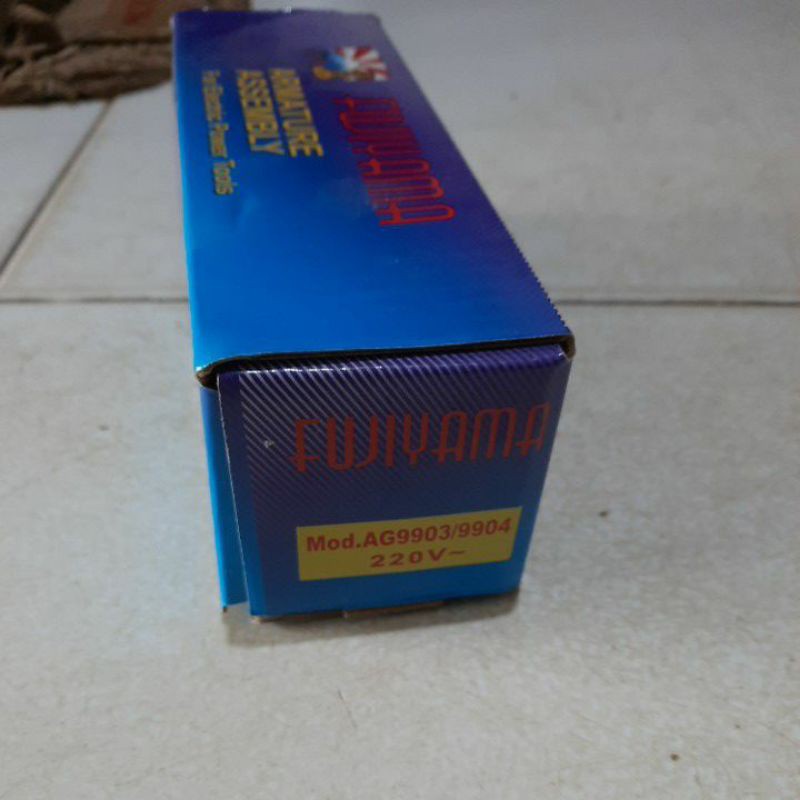 FUJIYAMA
ARMATURE
ASSEMBLY
For Electric Power Tools
FUJIYAMA
Mod.AG9903/9904
220V~